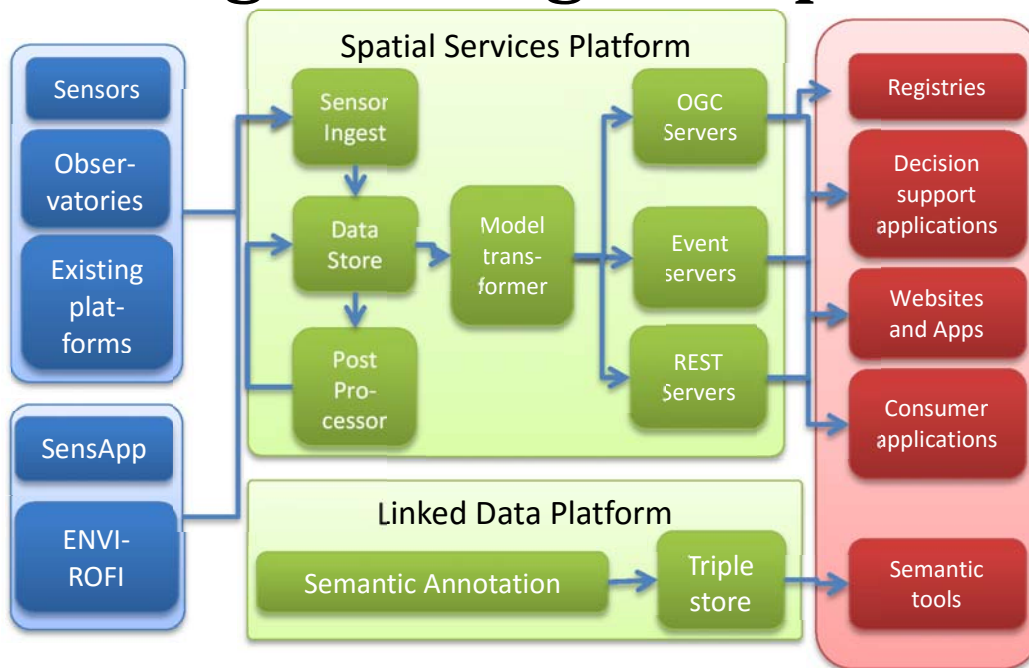 Spatial Services Platform
Sensors
Obser-
vatories
Existing
plat-
forms
SensApp
ENVI-
ROFI
Sensor
Ingest
Data
Store
Post
Pro-
cessor
Model
trans-
former
OGC
Servers
Event
servers
REST
Servers
Registries
Decision
support
applications
Websites
and Apps
Consumer
applications
Linked Data Platform
Semantic Annotation
Triple
store
Semantic
tools